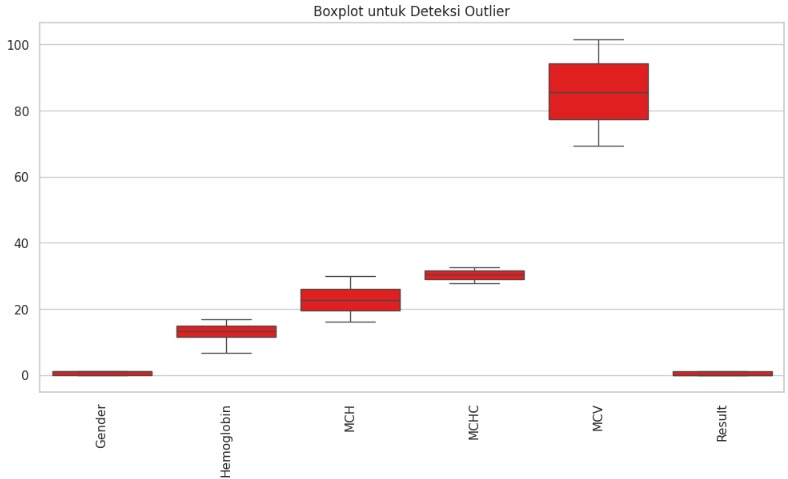 Boxplot untuk Deteksi Outlier
100
80
60
40
20
0
Gender
Hemoglobin
MCH
MCHC
MCV
Result